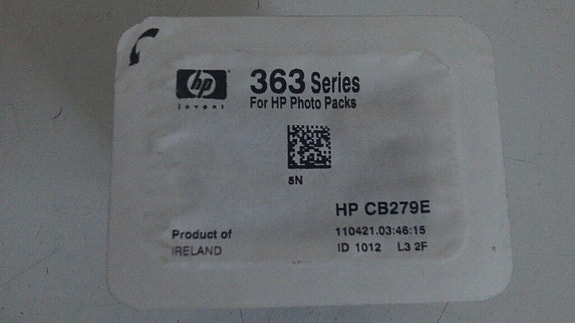 hp
invent
363 Series
For HP Photo Packs
5N
HP CB279E
110421.03:46:15
ID 1012 L3 2F
Product of
IRELAND